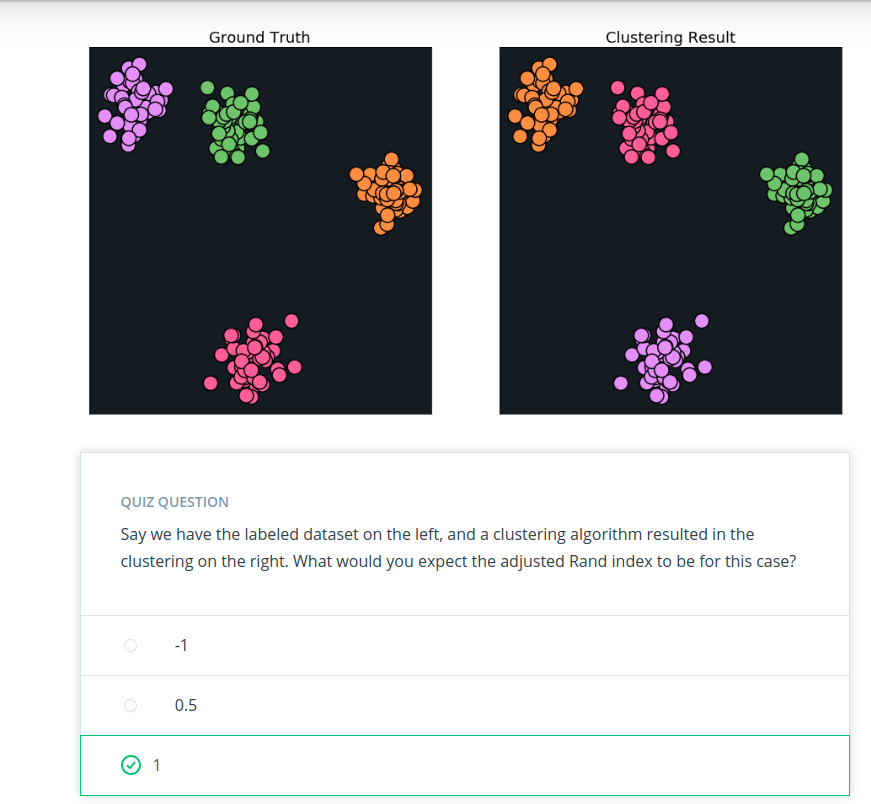 Ground Truth
Clustering Result
QUIZ QUESTION
Say we have the labeled dataset on the left, and a clustering algorithm resulted in the
clustering on the right. What would you expect the adjusted Rand index to be for this case?
-1
0.5
1